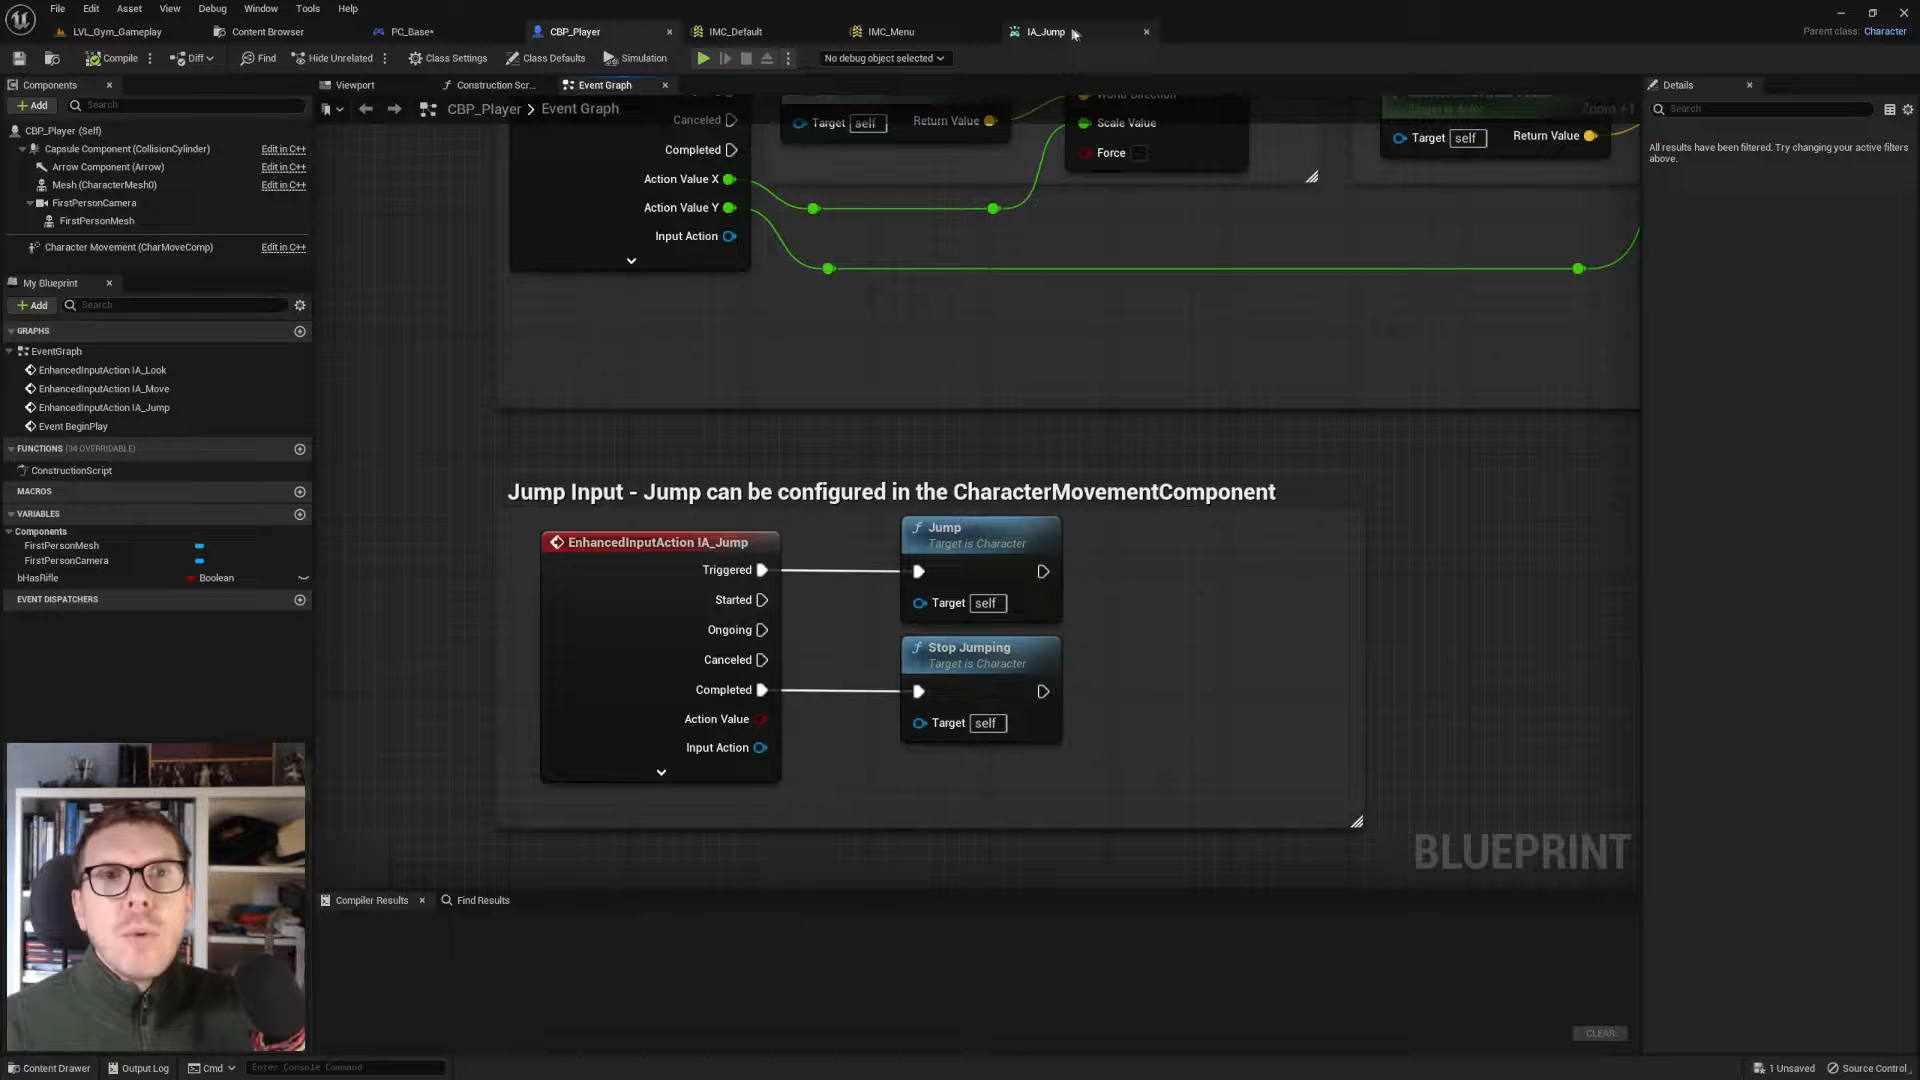 File Edit Asset View Debug Window Tools Help
LVL_Gym_Gameplay Content Browser PC_Base* CBP_Player IMC_Default IMC_Menu IA_Jump Parent class: Character
Compile Diff Find Hide Unrelated Class Settings Class Defaults Simulation No debug object selected
Components
Add Search
CBP_Player (Self)
Capsule Component (CollisionCylinder) Edit in C++
Arrow Component (Arrow) Edit in C++
Mesh (CharacterMesh0) Edit in C++
FirstPersonCamera
FirstPersonMesh
Character Movement (CharMoveComp) Edit in C++
My Blueprint
Add Search
GRAPHS
EventGraph
EnhancedInputAction IA_Look
EnhancedInputAction IA_Move
EnhancedInputAction IA_Jump
Event BeginPlay
FUNCTIONS (34 OVERRIDABLE)
ConstructionScript
MACROS
VARIABLES
Components
FirstPersonMesh
FirstPersonCamera
bHasRifle Boolean
EVENT DISPATCHERS
Viewport Construction Scr... Event Graph
CBP_Player > Event Graph Zoom +1
Canceled
Completed
Action Value X
Action Value Y
Input Action
Target self Return Value
World Direction
Scale Value
Force
Target is Actor
Target self Return Value
Jump Input - Jump can be configured in the CharacterMovementComponent
EnhancedInputAction IA_Jump
Triggered
Started
Ongoing
Canceled
Completed
Action Value
Input Action
Jump
Target is Character
Target self
Stop Jumping
Target is Character
Target self
BLUEPRINT
Details
Search
All results have been filtered. Try changing your active filters
above.
Compiler Results Find Results
CLEAR
Content Drawer Output Log Cmd Enter Console Command 1 Unsaved Source Control